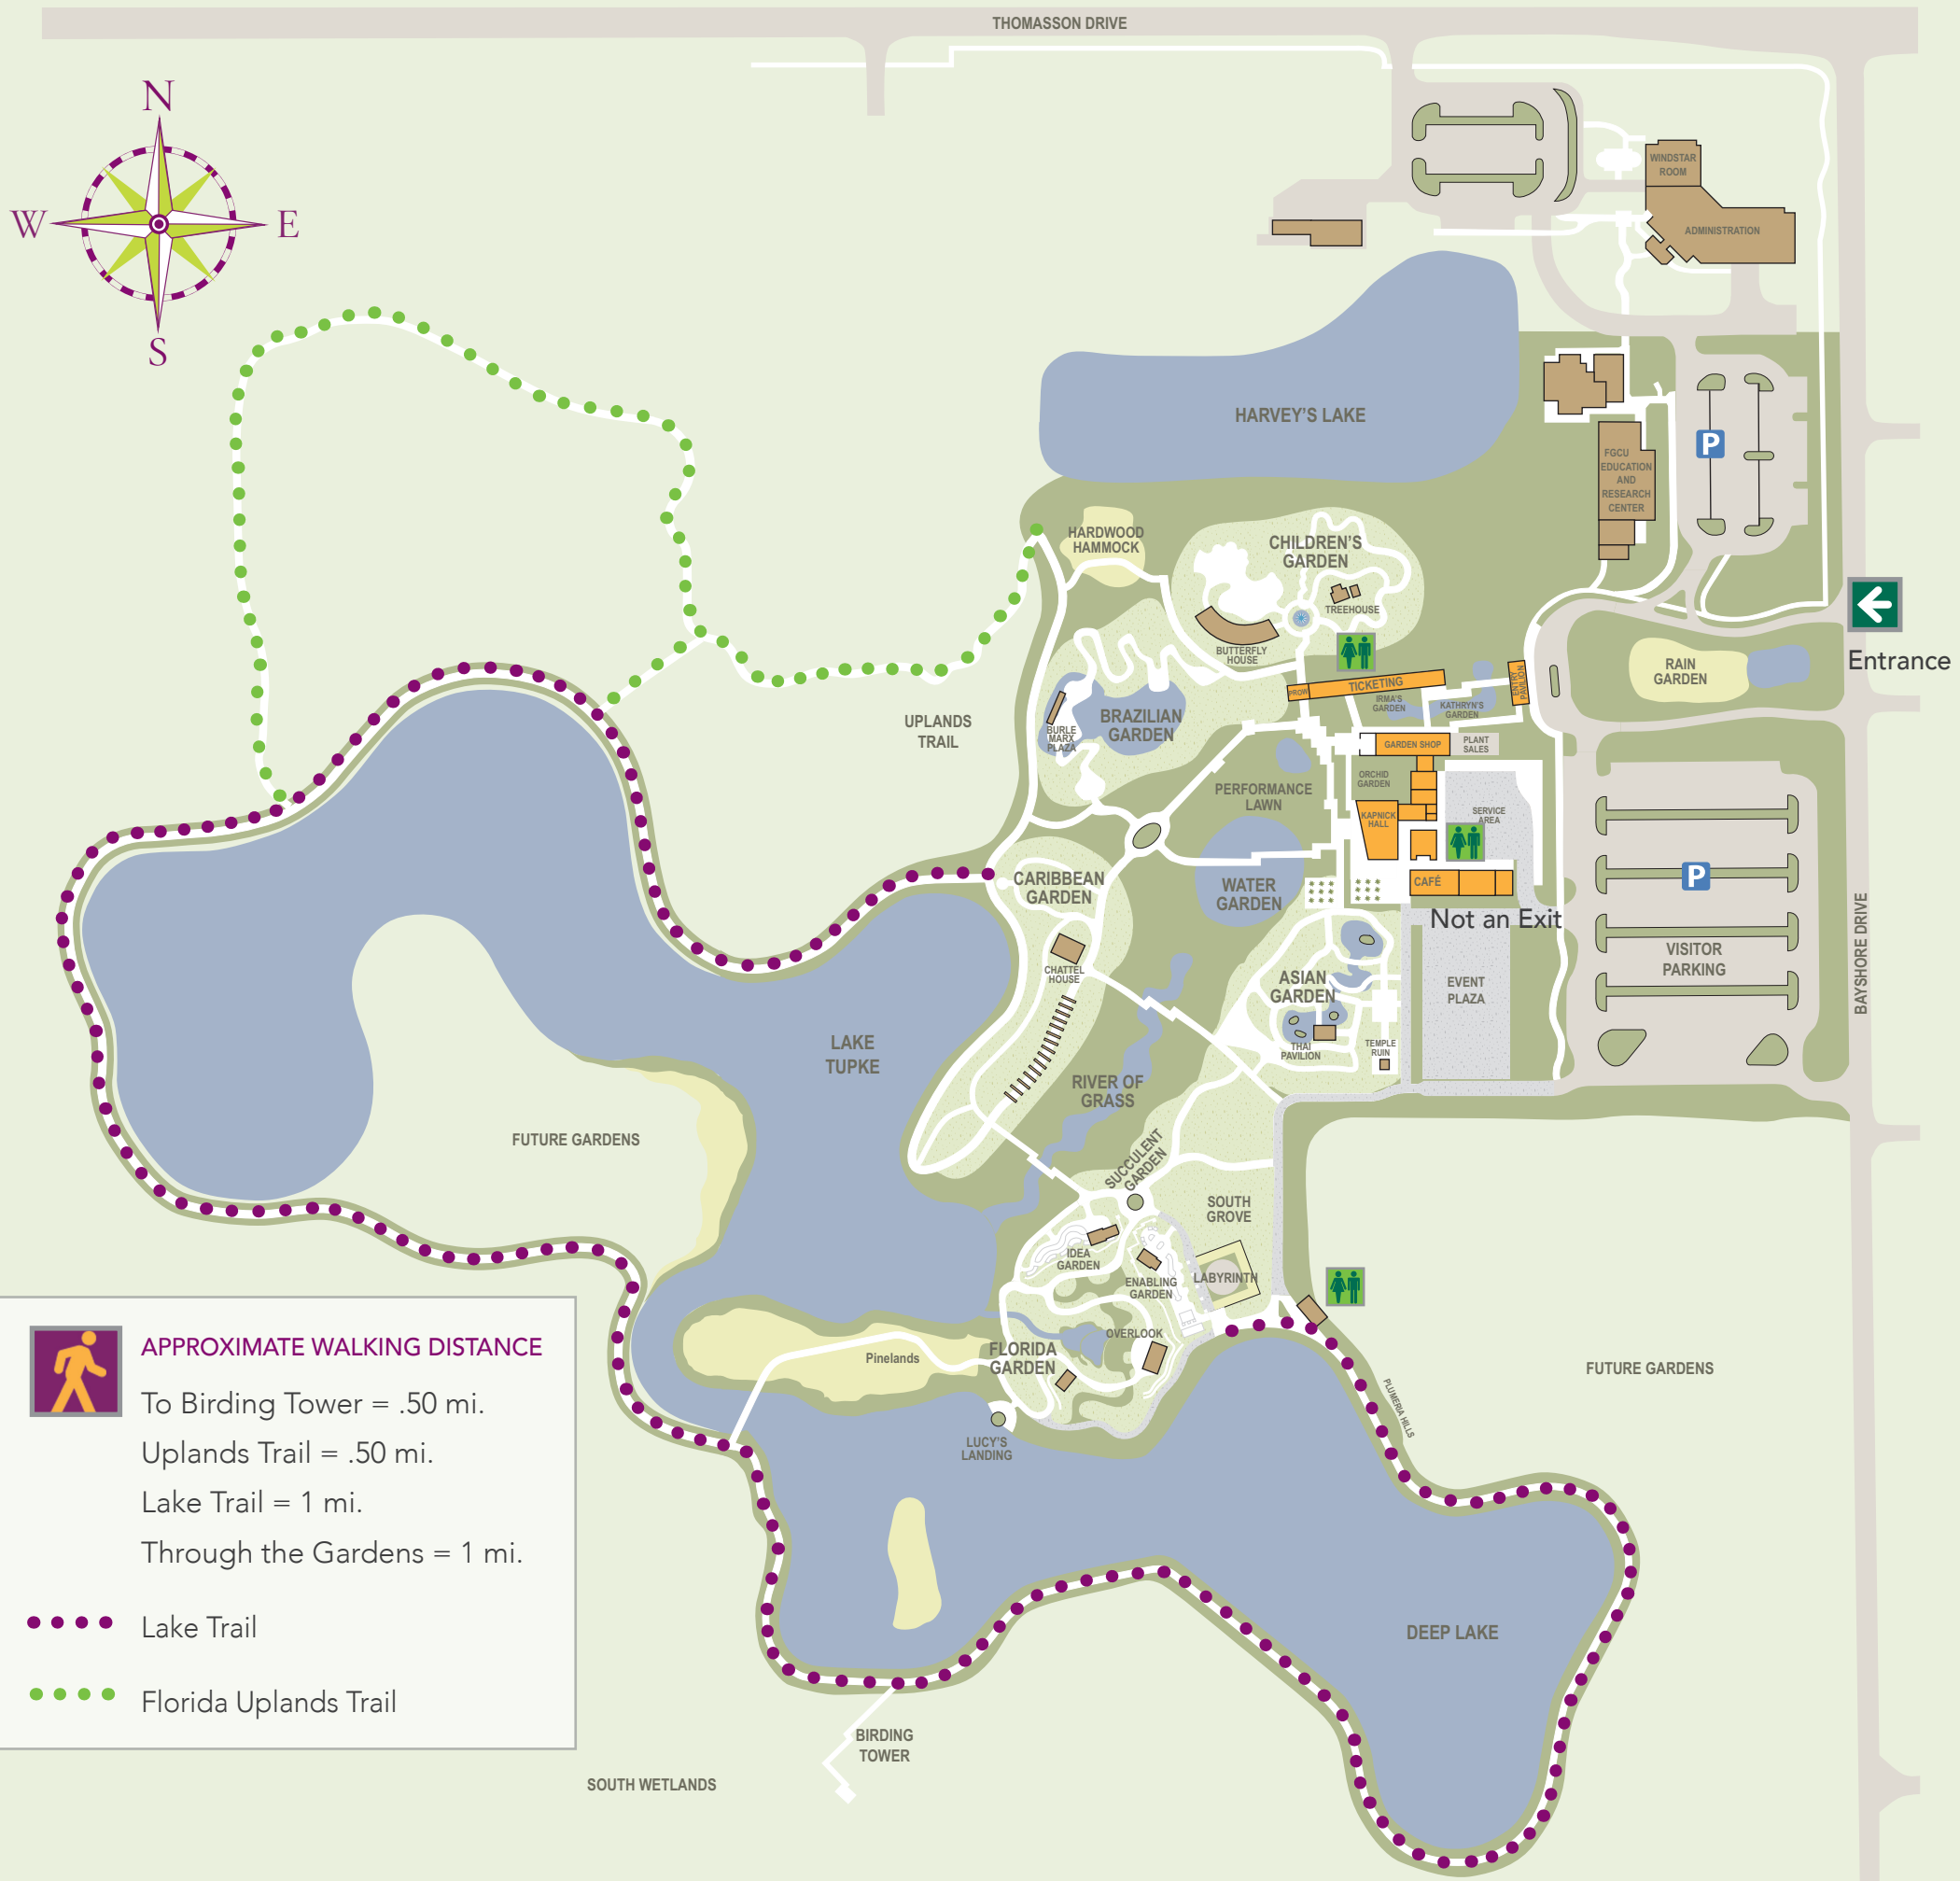 THOMASSON DRIVE
N
W
E
S
WINDSTAR
ROOM
ADMINISTRATION
HARVEY'S LAKE
FGCU
EDUCATION
AND
RESEARCH
CENTER
P
HARDWOOD
HAMMOCK
CHILDREN'S
GARDEN
TREEHOUSE
BUTTERFLY
HOUSE
Entrance
RAIN
GARDEN
PROW
TICKETING
ENTRY
PAVILION
IRMA'S
GARDEN
KATHRYN'S
GARDEN
UPLANDS
TRAIL
BRAZILIAN
GARDEN
BURLE
MARX
PLAZA
GARDEN SHOP
PLANT
SALES
ORCHID
GARDEN
PERFORMANCE
LAWN
KAPNICK
HALL
SERVICE
AREA
CARIBBEAN
GARDEN
WATER
GARDEN
CAFÉ
P
Not an Exit
VISITOR
PARKING
BAYSHORE DRIVE
CHATTEL
HOUSE
ASIAN
GARDEN
EVENT
PLAZA
LAKE
TUPKE
THAI
PAVILION
TEMPLE
RUIN
RIVER OF
GRASS
FUTURE GARDENS
SUCCULENT
GARDEN
SOUTH
GROVE
IDEA
GARDEN
ENABLING
GARDEN
LABYRINTH
OVERLOOK
FLORIDA
GARDEN
Pinelands
FUTURE GARDENS
PLUMERIA HILLS
LUCY'S
LANDING
DEEP LAKE
BIRDING
TOWER
SOUTH WETLANDS
APPROXIMATE WALKING DISTANCE
To Birding Tower = .50 mi.
Uplands Trail = .50 mi.
Lake Trail = 1 mi.
Through the Gardens = 1 mi.
Lake Trail
Florida Uplands Trail